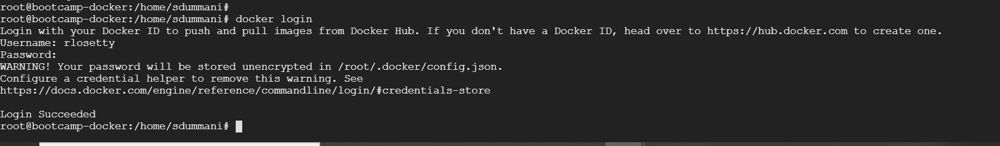 root@bootcamp-docker:/home/sdummani#
root@bootcamp-docker:/home/sdummani# docker login
Login with your Docker ID to push and pull images from Docker Hub. If you don't have a Docker ID, head over to https://hub.docker.com to create one.
Username: rlosetty
Password:
WARNING! Your password will be stored unencrypted in /root/.docker/config.json.
Configure a credential helper to remove this warning. See
https://docs.docker.com/engine/reference/commandline/login/#credentials-store
Login Succeeded
root@bootcamp-docker:/home/sdummani#